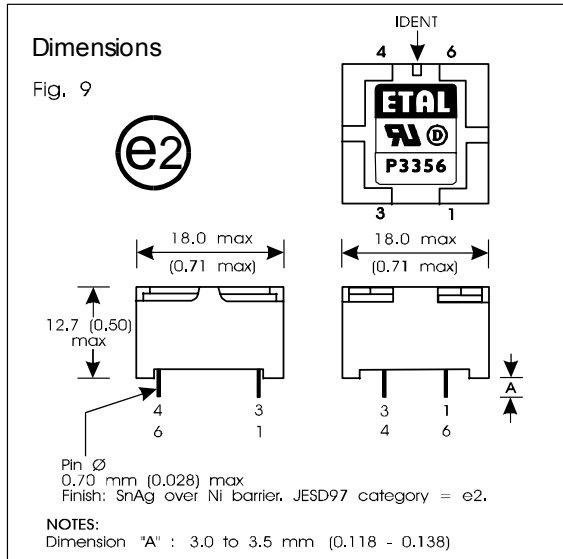 Dimensions
IDENT
4 6
Fig. 9
e2
ETAL
D
P3356
3 1
18.0 max
(0.71 max)
18.0 max
(0.71 max)
12.7 (0.50)
max
A
4 3
6 1
3 1
4 6
Pin Ø
0.70 mm (0.028) max
Finish: SnAg over Ni barrier. JESD97 category = e2.
NOTES:
Dimension "A" : 3.0 to 3.5 mm (0.118 - 0.138)